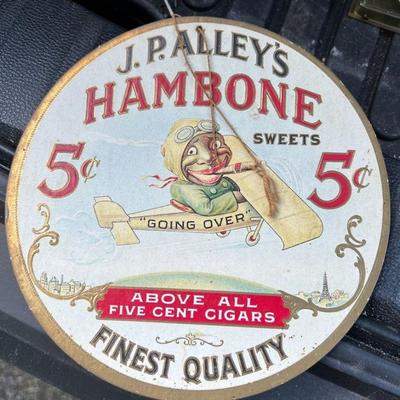 J.P. ALLEY'S
HAMBONE
SWEETS
5¢ 5¢
"GOING OVER"
ABOVE ALL
FIVE CENT CIGARS
FINEST QUALITY